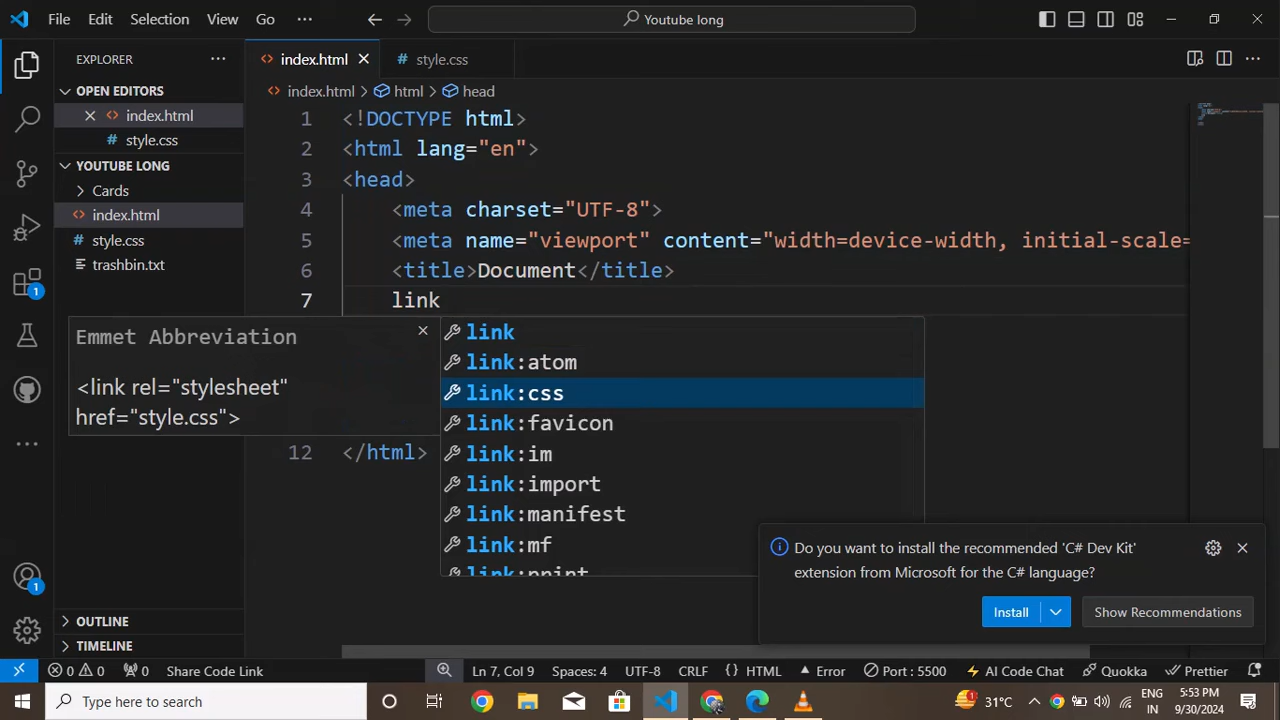 File Edit Selection View Go ··· Youtube long
EXPLORER ···
index.html
style.css
OPEN EDITORS
index.html
style.css
YOUTUBE LONG
Cards
index.html
style.css
trashbin.txt
index.html > html > head
1 <!DOCTYPE html>
2 <html lang="en">
3 <head>
4 <meta charset="UTF-8">
5 <meta name="viewport" content="width=device-width, initial-scale=
6 <title>Document</title>
7 link
Emmet Abbreviation
<link rel="stylesheet"
href="style.css">
link
link:atom
link:css
link:favicon
link:im
link:import
link:manifest
link:mf
link:print
12 </html>
1
1
Do you want to install the recommended 'C# Dev Kit'
extension from Microsoft for the C# language?
Install Show Recommendations
OUTLINE
TIMELINE
0 0 0 Share Code Link Ln 7, Col 9 Spaces: 4 UTF-8 CRLF {} HTML Error Port : 5500 AI Code Chat Quokka Prettier
Type here to search
1 31°C ENG IN 5:53 PM 9/30/2024